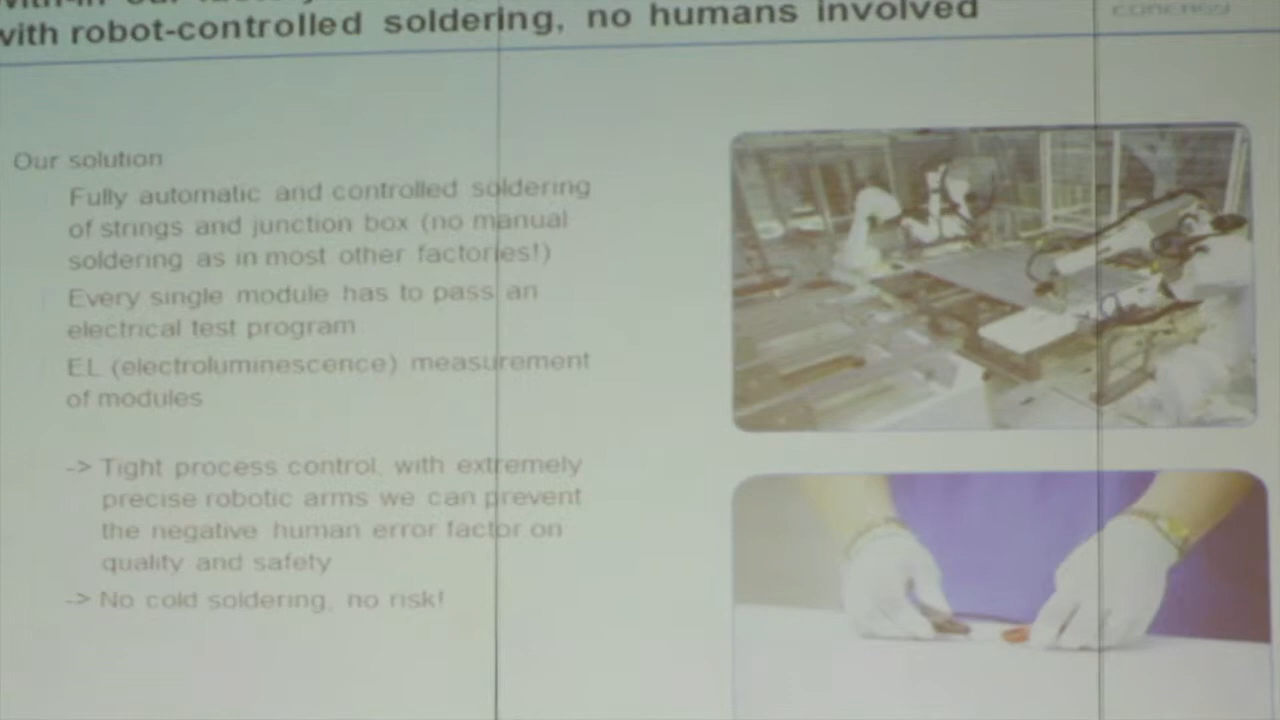 with robot-controlled soldering, no humans involved
CONERGY
Our solution
Fully automatic and controlled soldering
of strings and junction box (no manual
soldering as in most other factories!)
Every single module has to pass an
electrical test program
EL (electroluminescence) measurement
of modules
-> Tight process control, with extremely
precise robotic arms we can prevent
the negative human error factor on
quality and safety
-> No cold soldering, no risk!